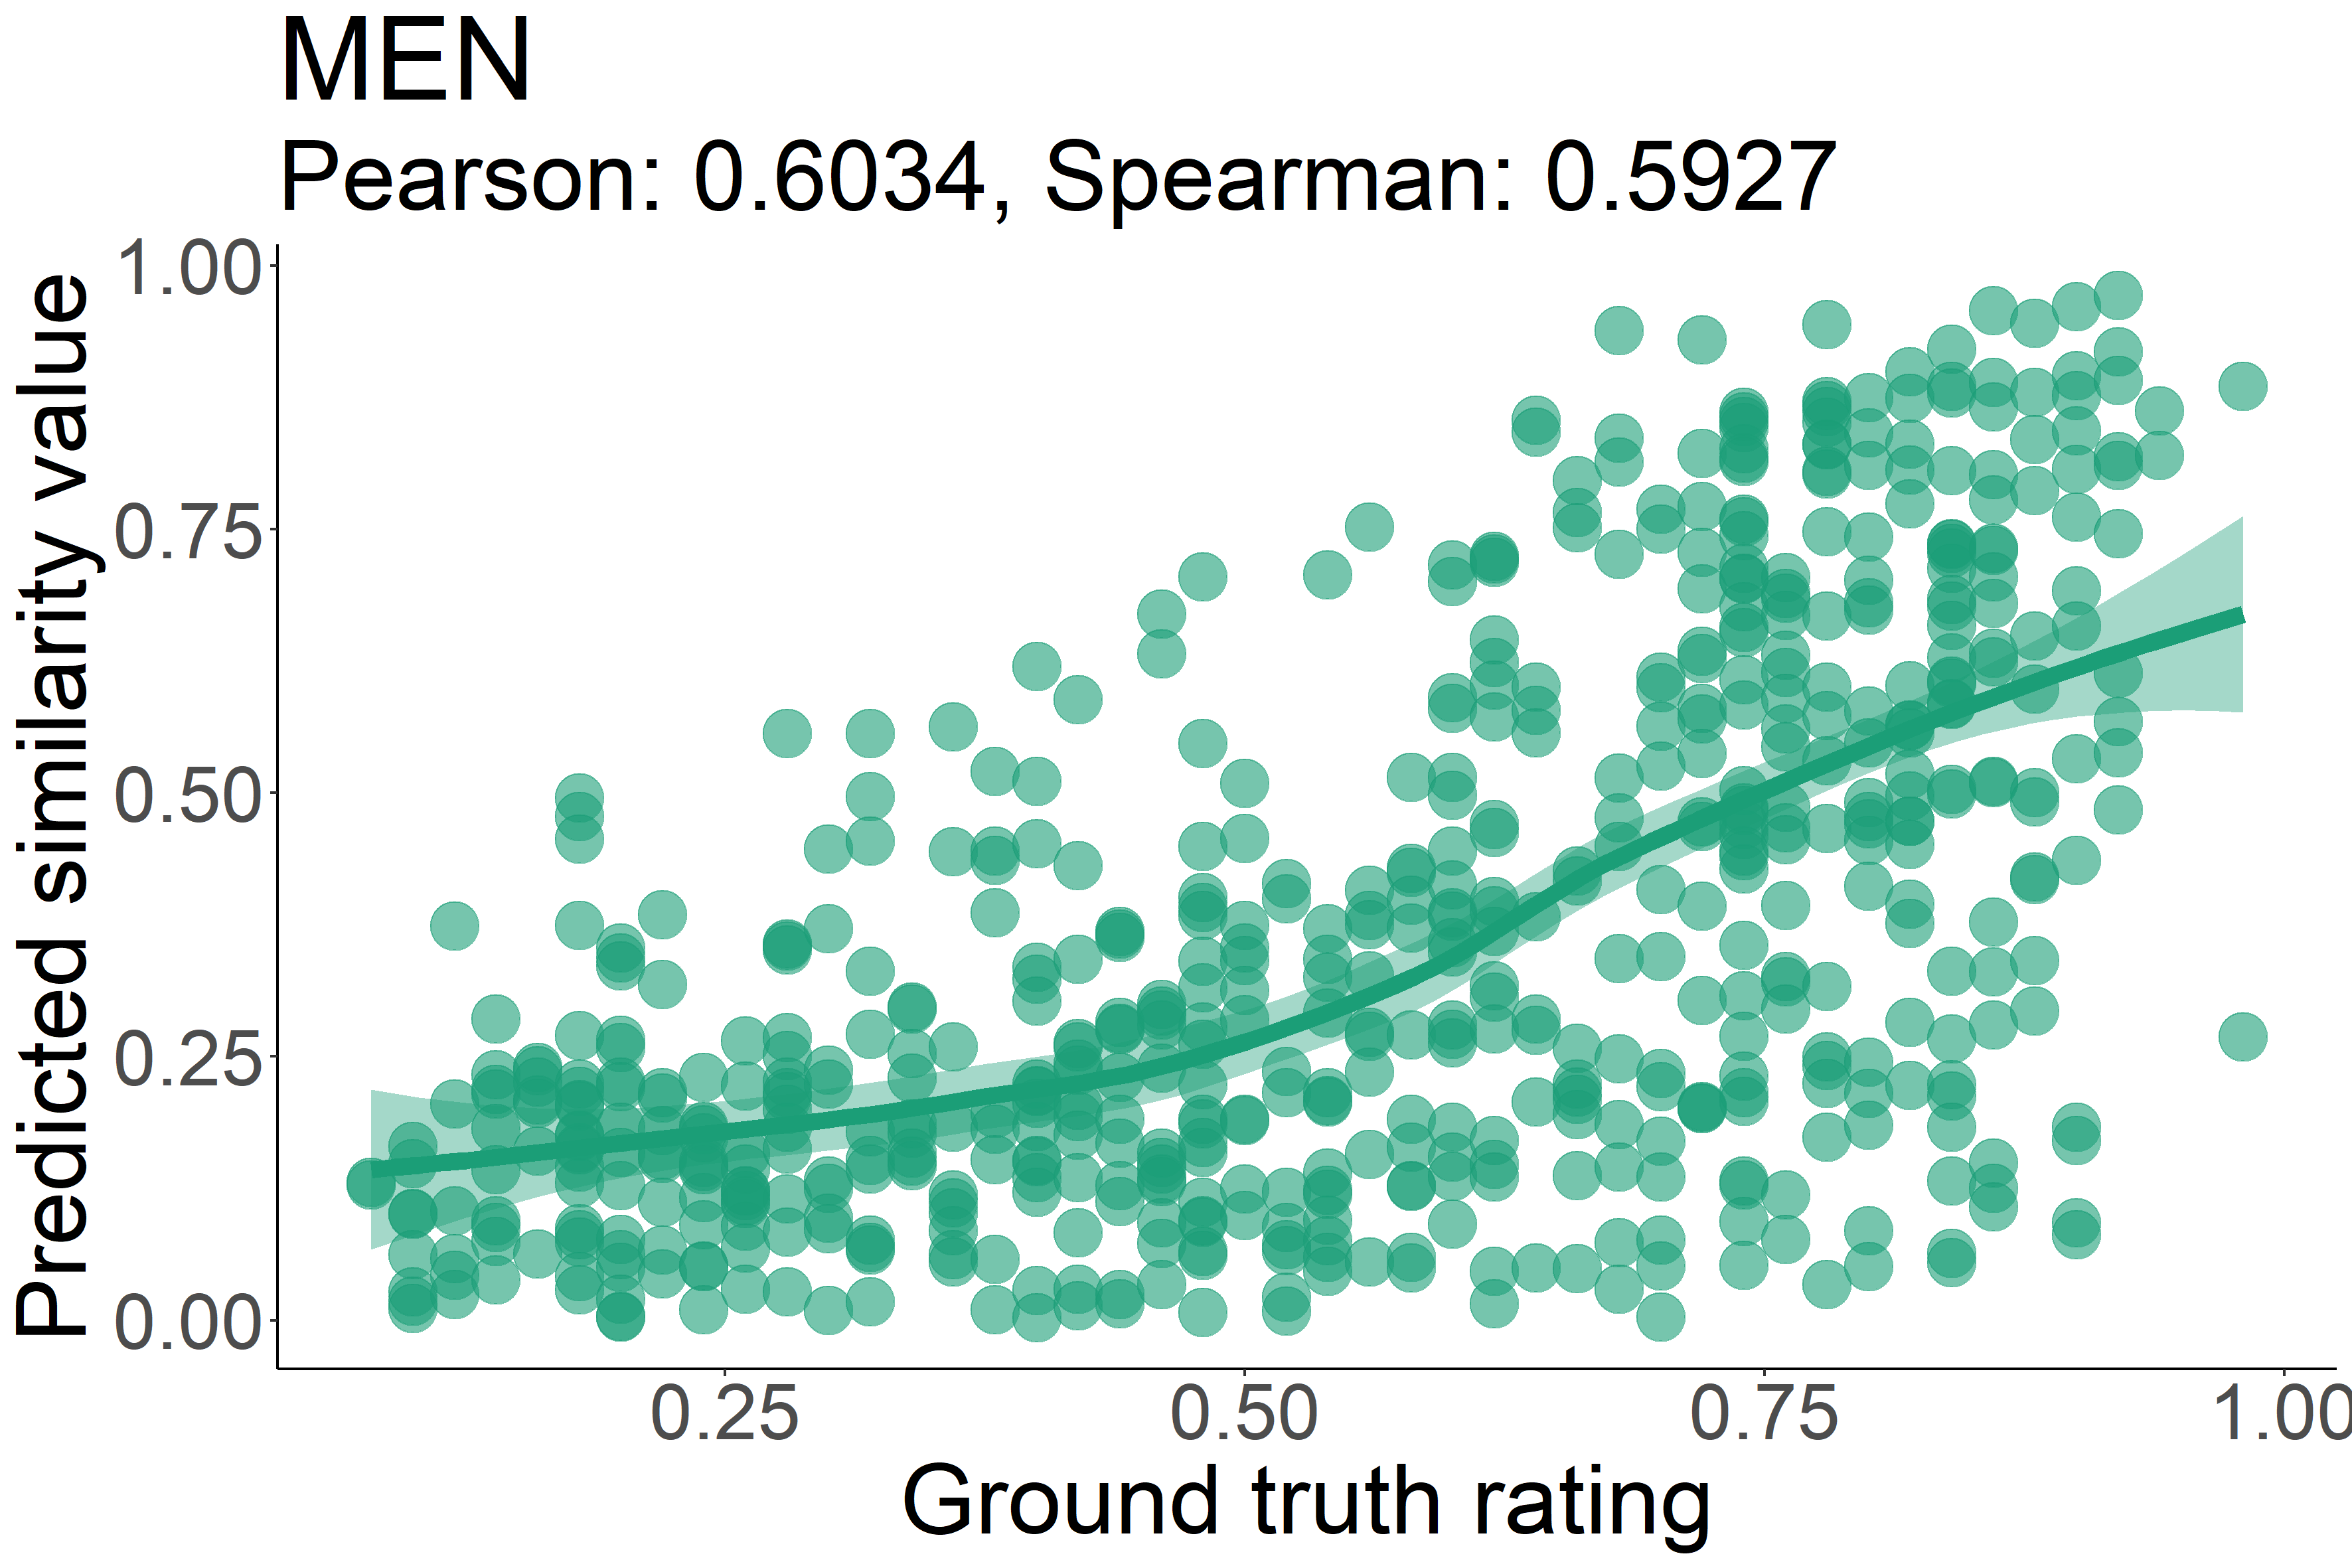 MEN
Pearson: 0.6034, Spearman: 0.5927
Predicted similarity value
1.00
0.75
0.50
0.25
0.00
0.25 0.50 0.75 1.00
Ground truth rating